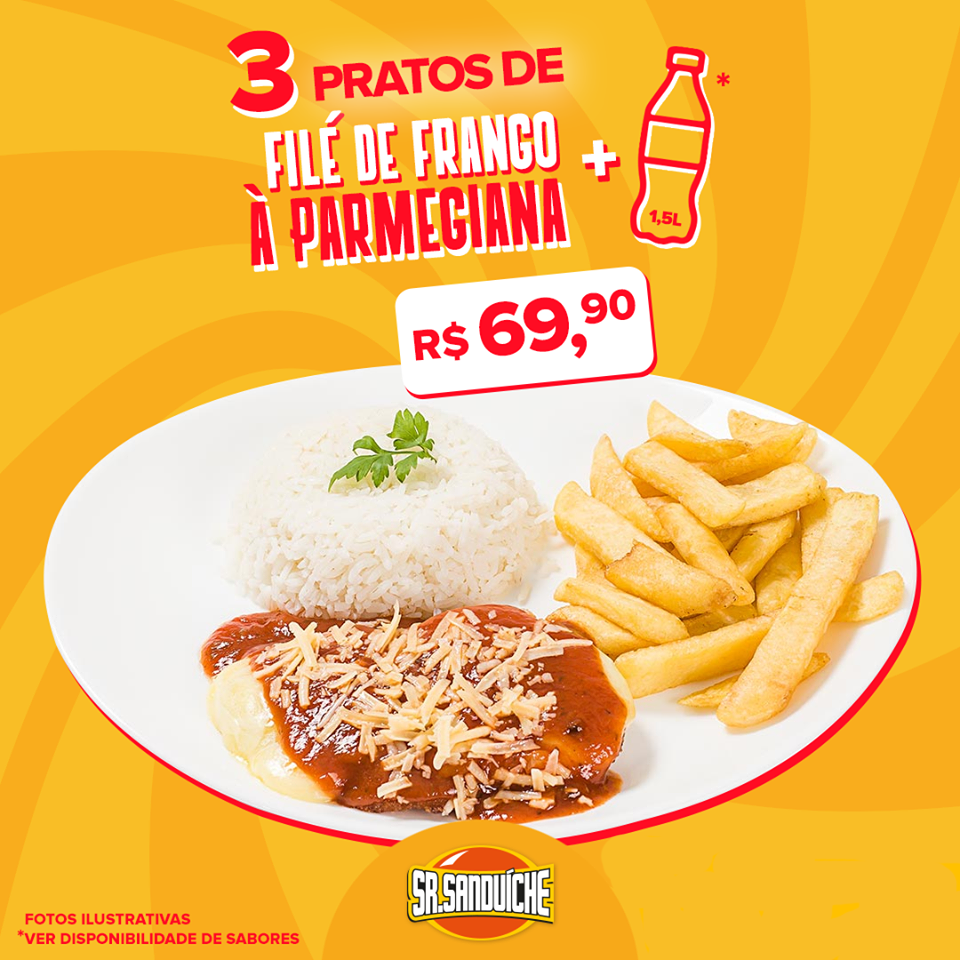 3 PRATOS DE
FILÉ DE FRANGO
À PARMEGIANA
+
*
1,5L
R$ 69,90
SR. SANDUÍCHE
FOTOS ILUSTRATIVAS
*VER DISPONIBILIDADE DE SABORES